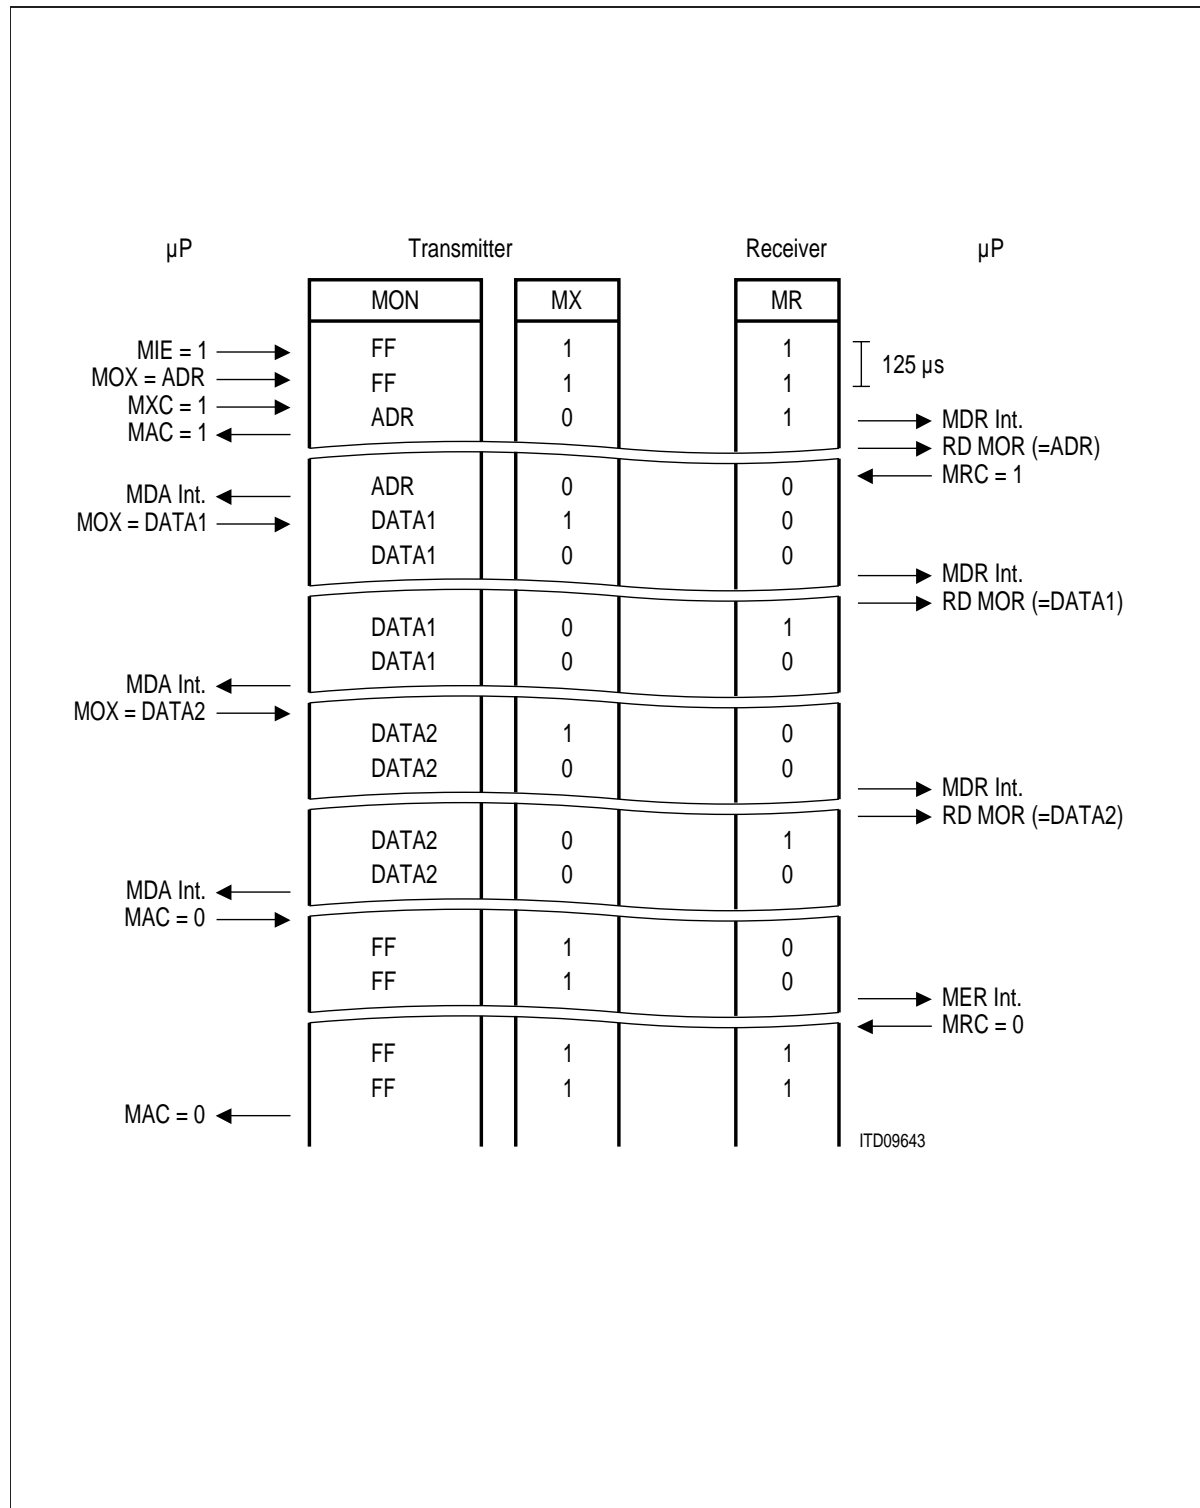 µP Transmitter Receiver µP
MON MX MR
MIE = 1 FF 1 1
125 µs
MOX = ADR FF 1 1
MXC = 1 ADR 0 1 MDR Int.
MAC = 1 RD MOR (=ADR)
MRC = 1
MDA Int. ADR 0 0
MOX = DATA1 DATA1 1 0
DATA1 0 0
MDR Int.
RD MOR (=DATA1)
DATA1 0 1
DATA1 0 0
MDA Int.
MOX = DATA2
DATA2 1 0
DATA2 0 0
MDR Int.
RD MOR (=DATA2)
DATA2 0 1
DATA2 0 0
MDA Int.
MAC = 0
FF 1 0
FF 1 0
MER Int.
MRC = 0
FF 1 1
FF 1 1
MAC = 0
ITD09643